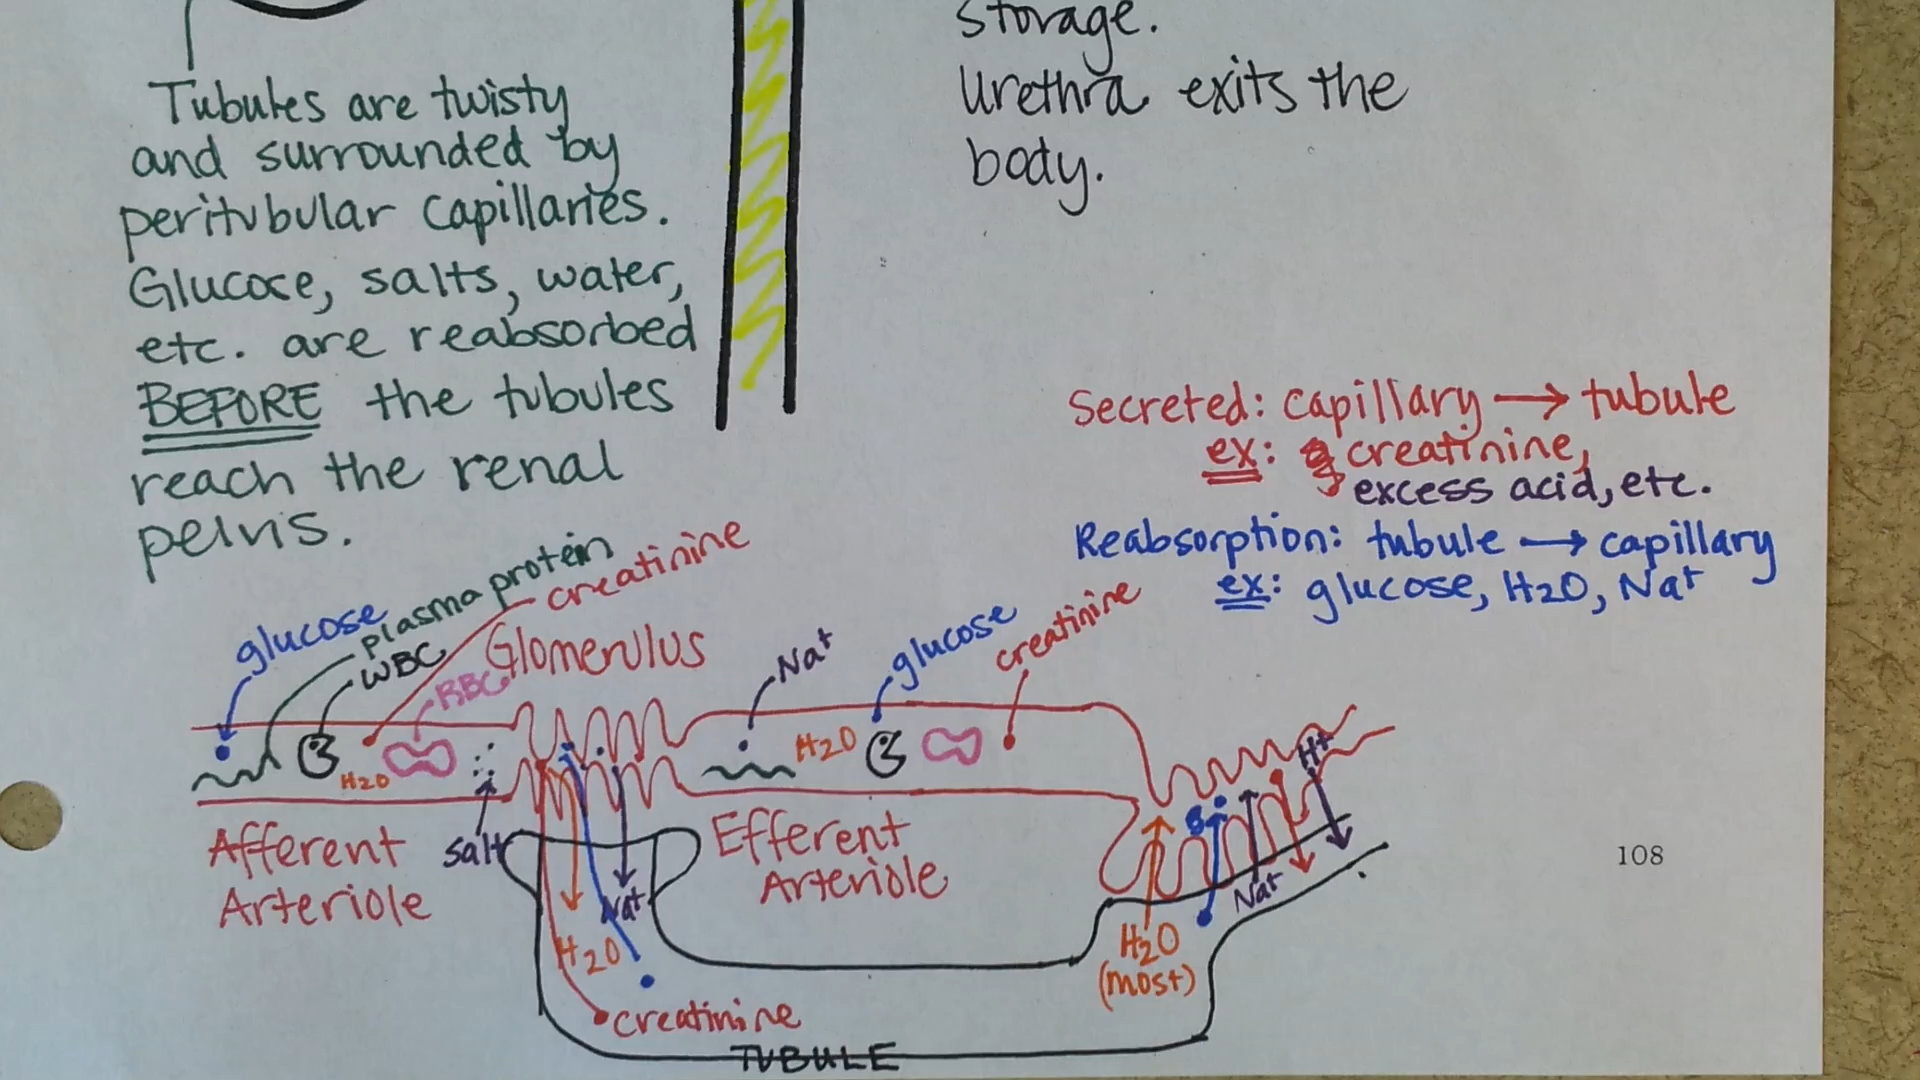 Tubules are twisty
and surrounded by
peritubular capillaries.
Glucose, salts, water,
etc. are reabsorbed
BEFORE the tubules
reach the renal
pelvis.
storage.
Urethra exits the
body.
Secreted: capillary → tubule
ex: creatinine,
excess acid, etc.
Reabsorption: tubule → capillary
ex: glucose, H2O, Na+
glucose
plasma protein
creatinine
WBC
RBC
Glomerulus
Na+
glucose
creatinine
H2O
H2O
H+
Afferent
Arteriole
salt
Efferent
Arteriole
Na+
H2O
creatinine
TUBULE
H2O
(most)
Na+
108